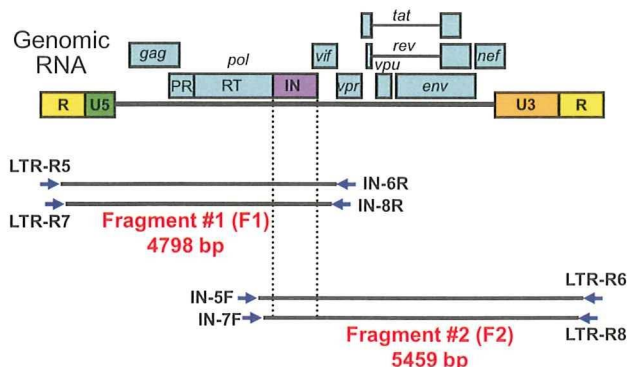 tat
Genomic
RNA
gag
pol
vif
rev
nef
vpu
PR
RT
IN
vpr
env
R
U5
U3
R
LTR-R5
IN-6R
LTR-R7
IN-8R
Fragment #1 (F1)
4798 bp
LTR-R6
IN-5F
IN-7F
LTR-R8
Fragment #2 (F2)
5459 bp